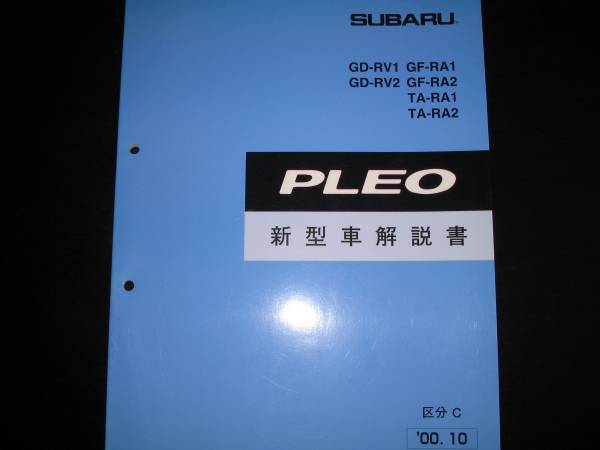 SUBARU
GD-RV1 GF-RA1
GD-RV2 GF-RA2
TA-RA1
TA-RA2
PLEO
新型車解説書
区分 C
'00.10